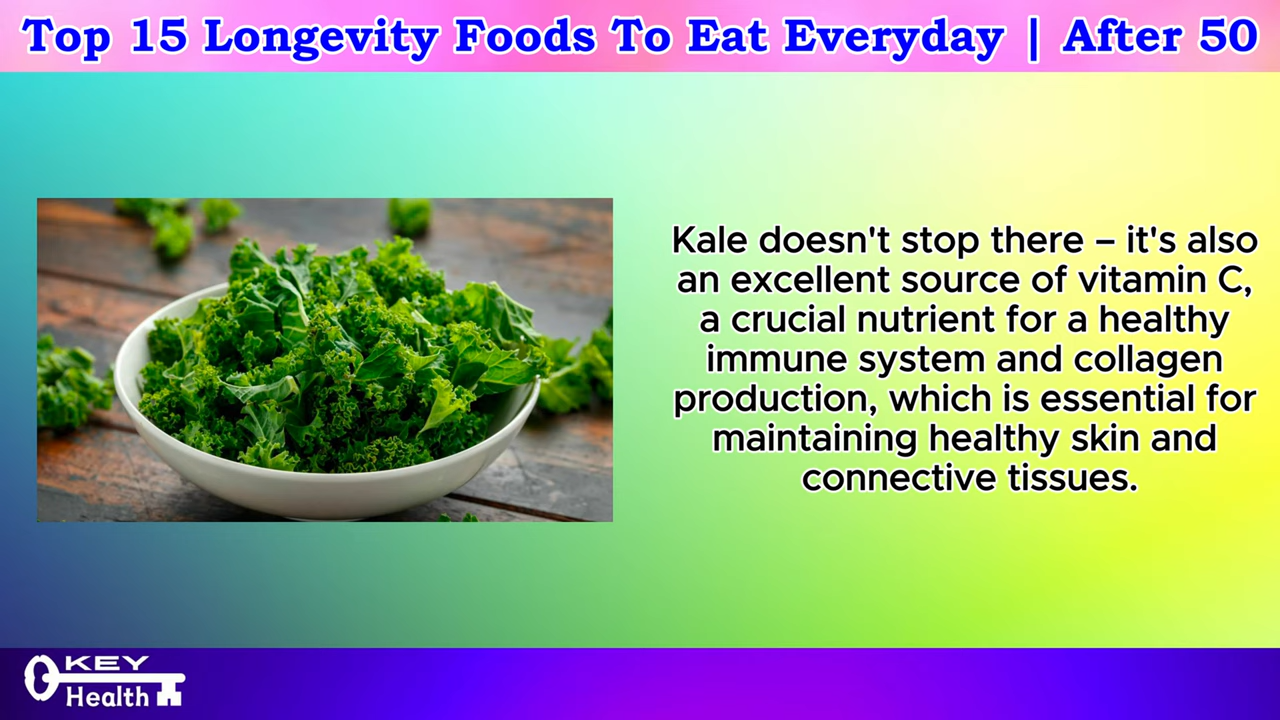 Top 15 Longevity Foods To Eat Everyday | After 50
Kale doesn't stop there – it's also
an excellent source of vitamin C,
a crucial nutrient for a healthy
immune system and collagen
production, which is essential for
maintaining healthy skin and
connective tissues.
KEY
Health